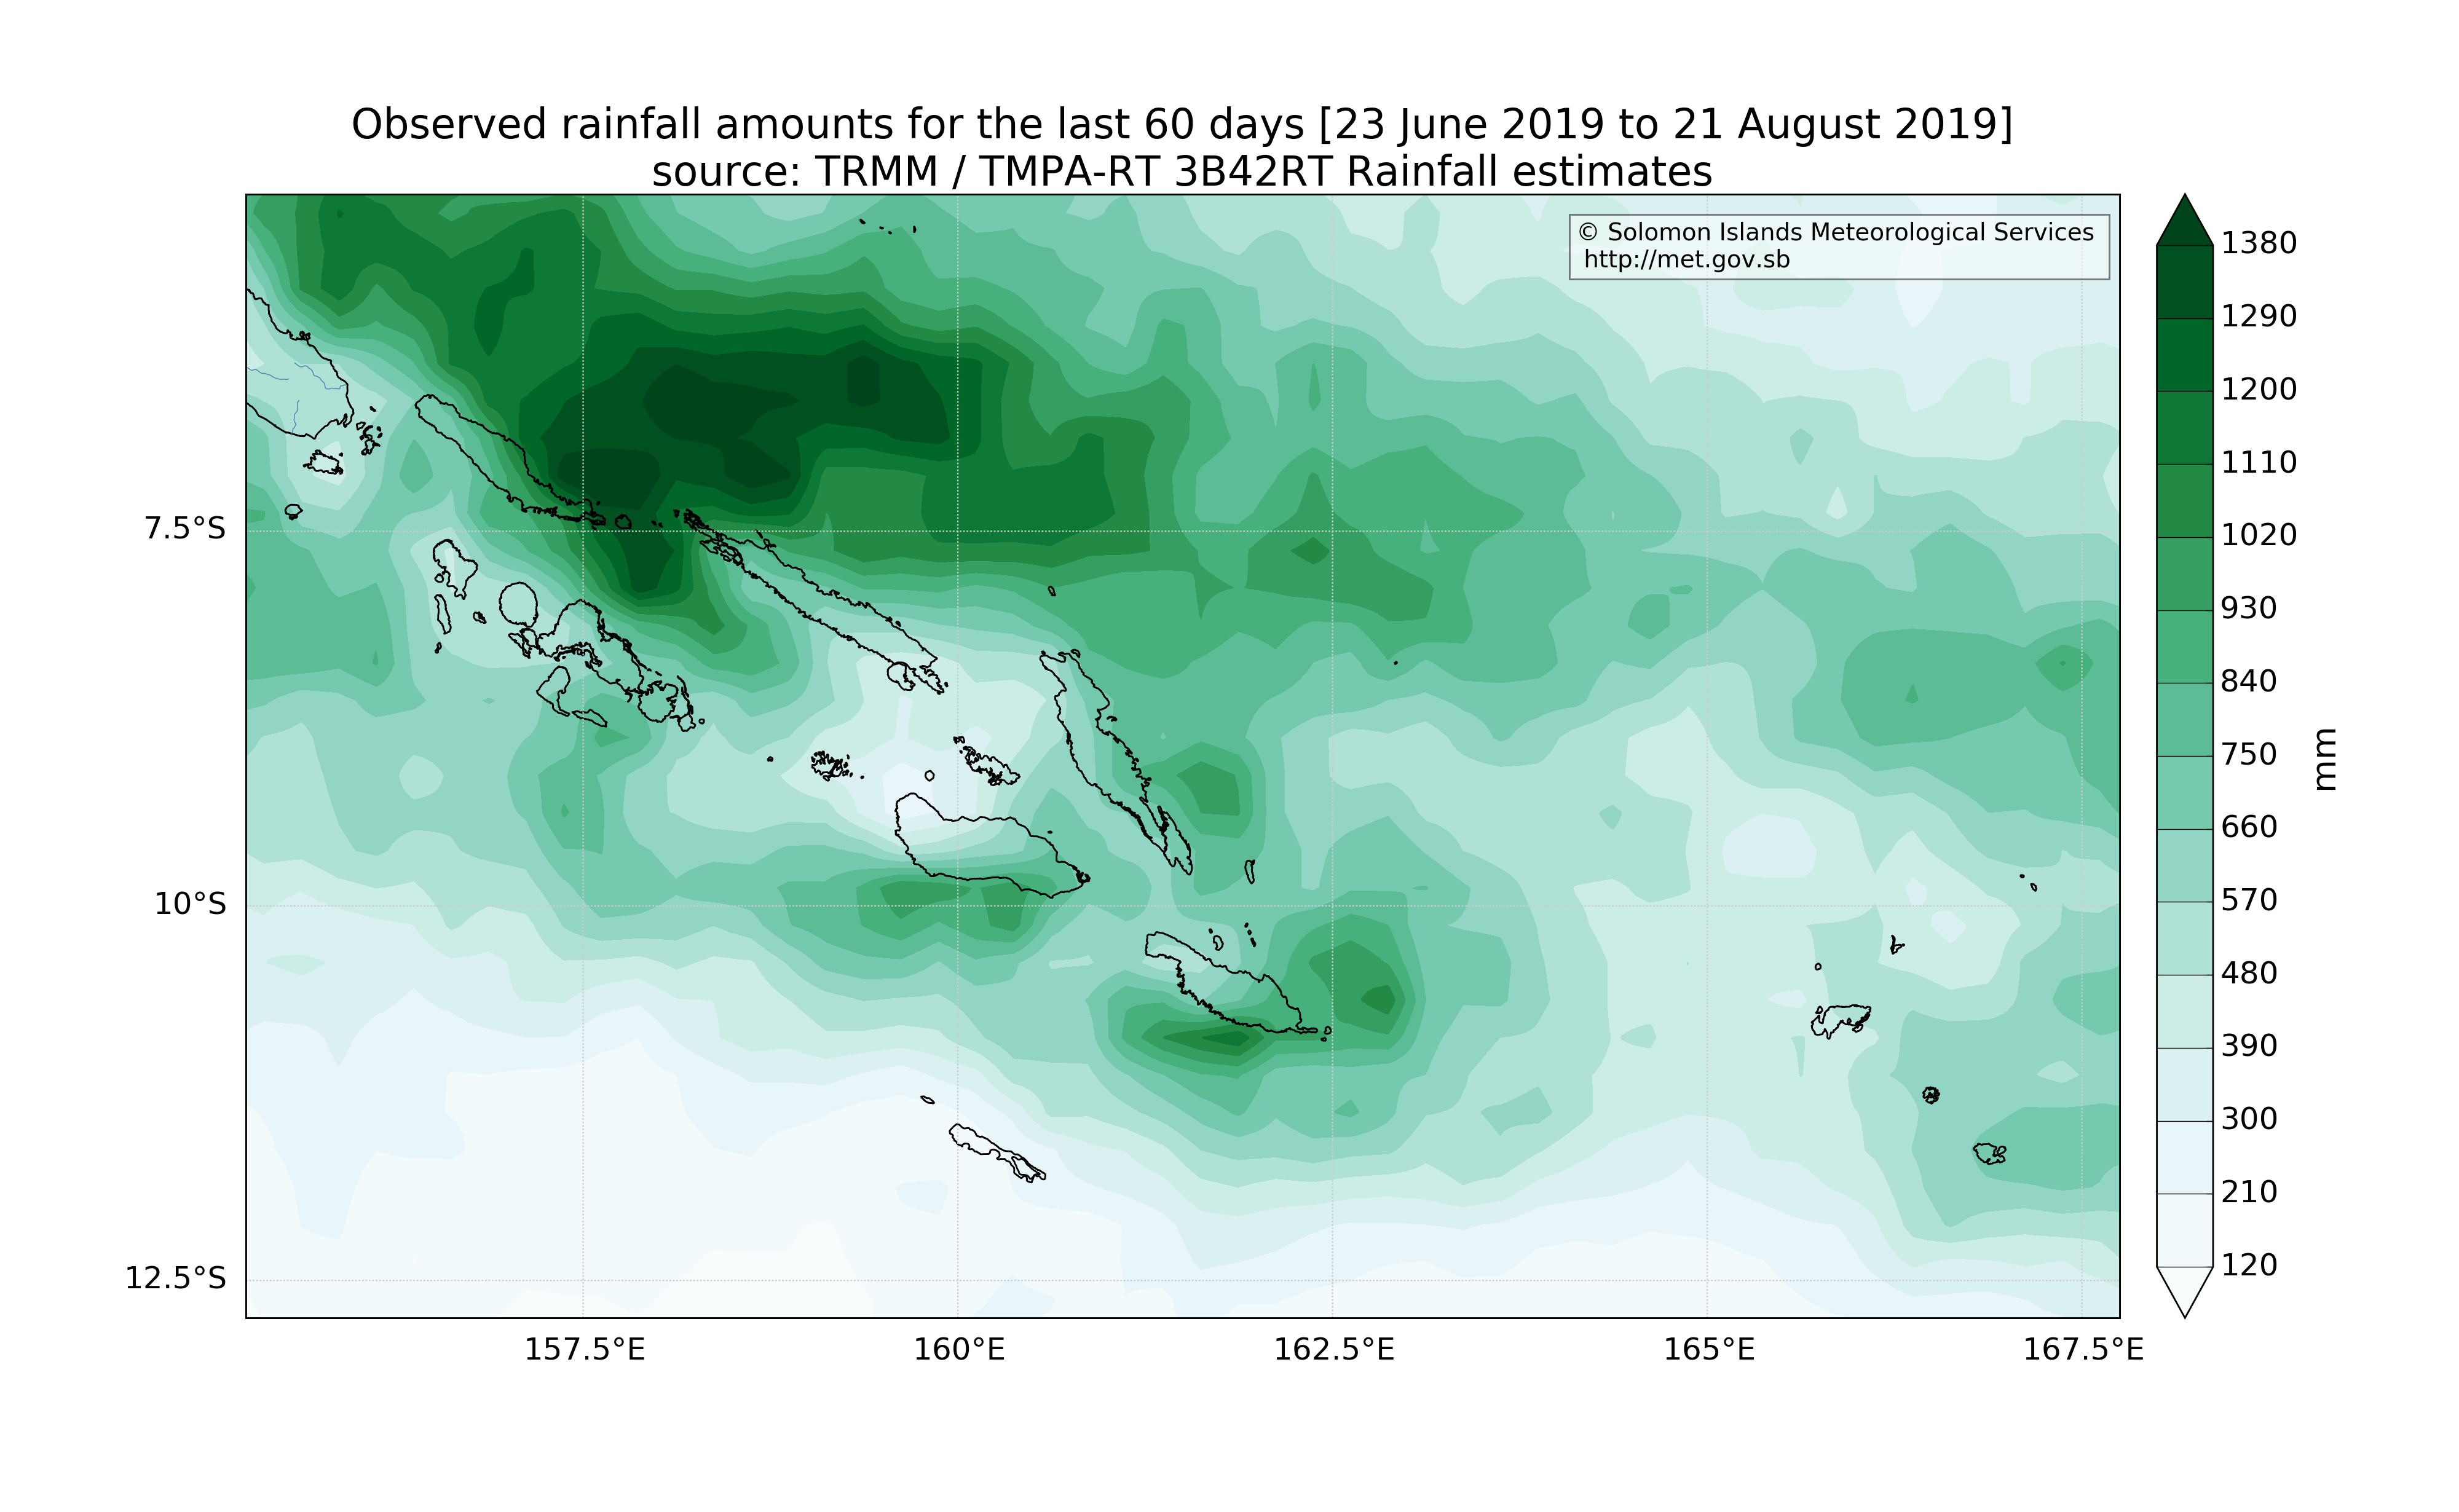 Observed rainfall amounts for the last 60 days [23 June 2019 to 21 August 2019]
source: TRMM / TMPA-RT 3B42RT Rainfall estimates
© Solomon Islands Meteorological Services
http://met.gov.sb
7.5°S
10°S
12.5°S
157.5°E
160°E
162.5°E
165°E
167.5°E
1380
1290
1200
1110
1020
930
840
750
660
570
480
390
300
210
120
mm